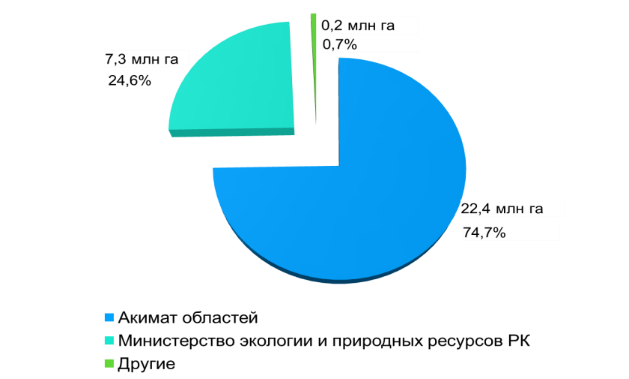 0,2 млн га
0,7%
7,3 млн га
24,6%
22,4 млн га
74,7%
Акимат областей
Министерство экологии и природных ресурсов РК
Другие